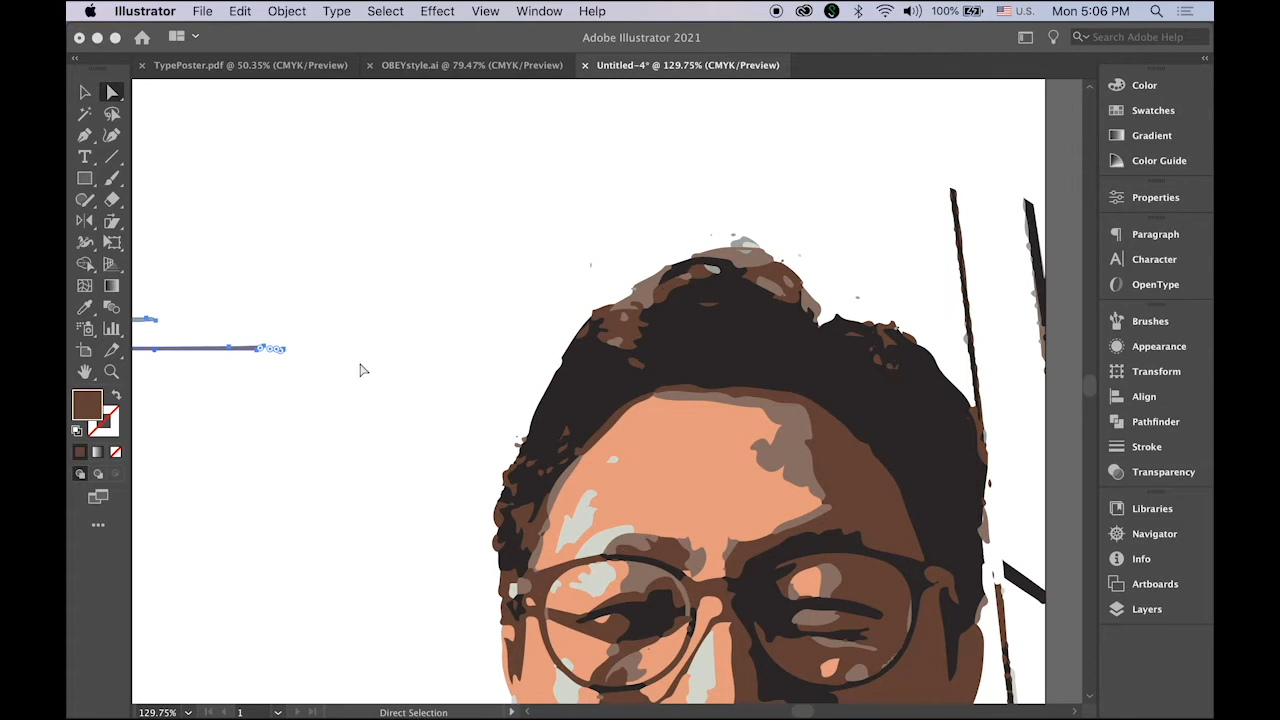 Illustrator File Edit Object Type Select Effect View Window Help 100% U.S. Mon 5:06 PM
Adobe Illustrator 2021 Search Adobe Help
TypePoster.pdf @ 50.35% (CMYK/Preview) OBEYstyle.ai @ 79.47% (CMYK/Preview) Untitled-4* @ 129.75% (CMYK/Preview)
Color
Swatches
Gradient
Color Guide
Properties
Paragraph
Character
OpenType
Brushes
Appearance
Transform
Align
Pathfinder
Stroke
Transparency
Libraries
Navigator
Info
Artboards
Layers
129.75% 1 Direct Selection